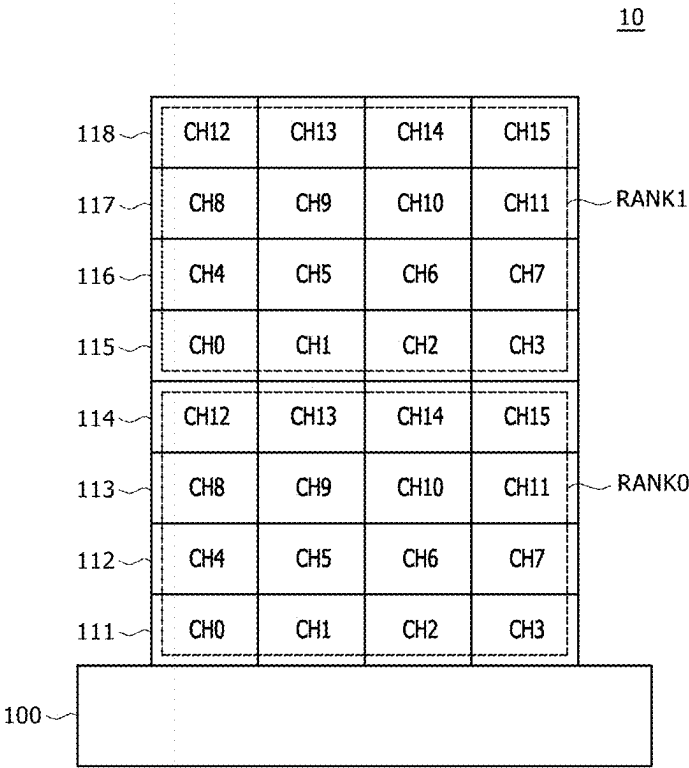 10
118 CH12 CH13 CH14 CH15
117 CH8 CH9 CH10 CH11 RANK1
116 CH4 CH5 CH6 CH7
115 CH0 CH1 CH2 CH3
114 CH12 CH13 CH14 CH15
113 CH8 CH9 CH10 CH11 RANK0
112 CH4 CH5 CH6 CH7
111 CH0 CH1 CH2 CH3
100